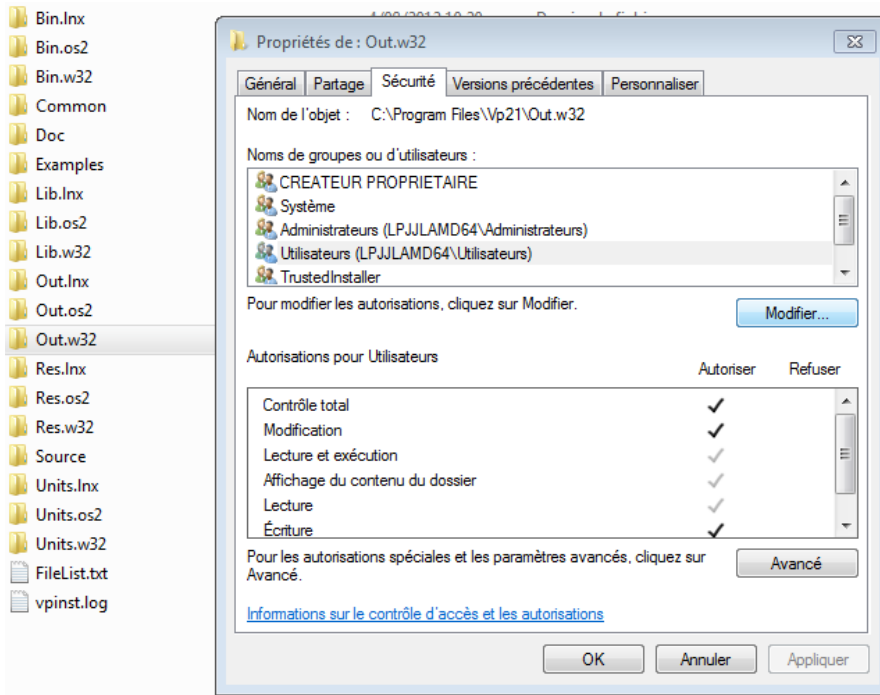 Bin.lnx
Bin.os2
Bin.w32
Common
Doc
Examples
Lib.lnx
Lib.os2
Lib.w32
Out.lnx
Out.os2
Out.w32
Res.lnx
Res.os2
Res.w32
Source
Units.lnx
Units.os2
Units.w32
FileList.txt
vpinst.log
Propriétés de : Out.w32
Général Partage Sécurité Versions précédentes Personnaliser
Nom de l'objet : C:\Program Files\Vp21\Out.w32
Noms de groupes ou d'utilisateurs :
CREATEUR PROPRIETAIRE
Système
Administrateurs (LPJJLAMD64\Administrateurs)
Utilisateurs (LPJJLAMD64\Utilisateurs)
TrustedInstaller
Pour modifier les autorisations, cliquez sur Modifier.
Modifier...
Autorisations pour Utilisateurs
Autoriser Refuser
Contrôle total
Modification
Lecture et exécution
Affichage du contenu du dossier
Lecture
Écriture
Pour les autorisations spéciales et les paramètres avancés, cliquez sur
Avancé.
Avancé
Informations sur le contrôle d'accès et les autorisations
OK Annuler Appliquer